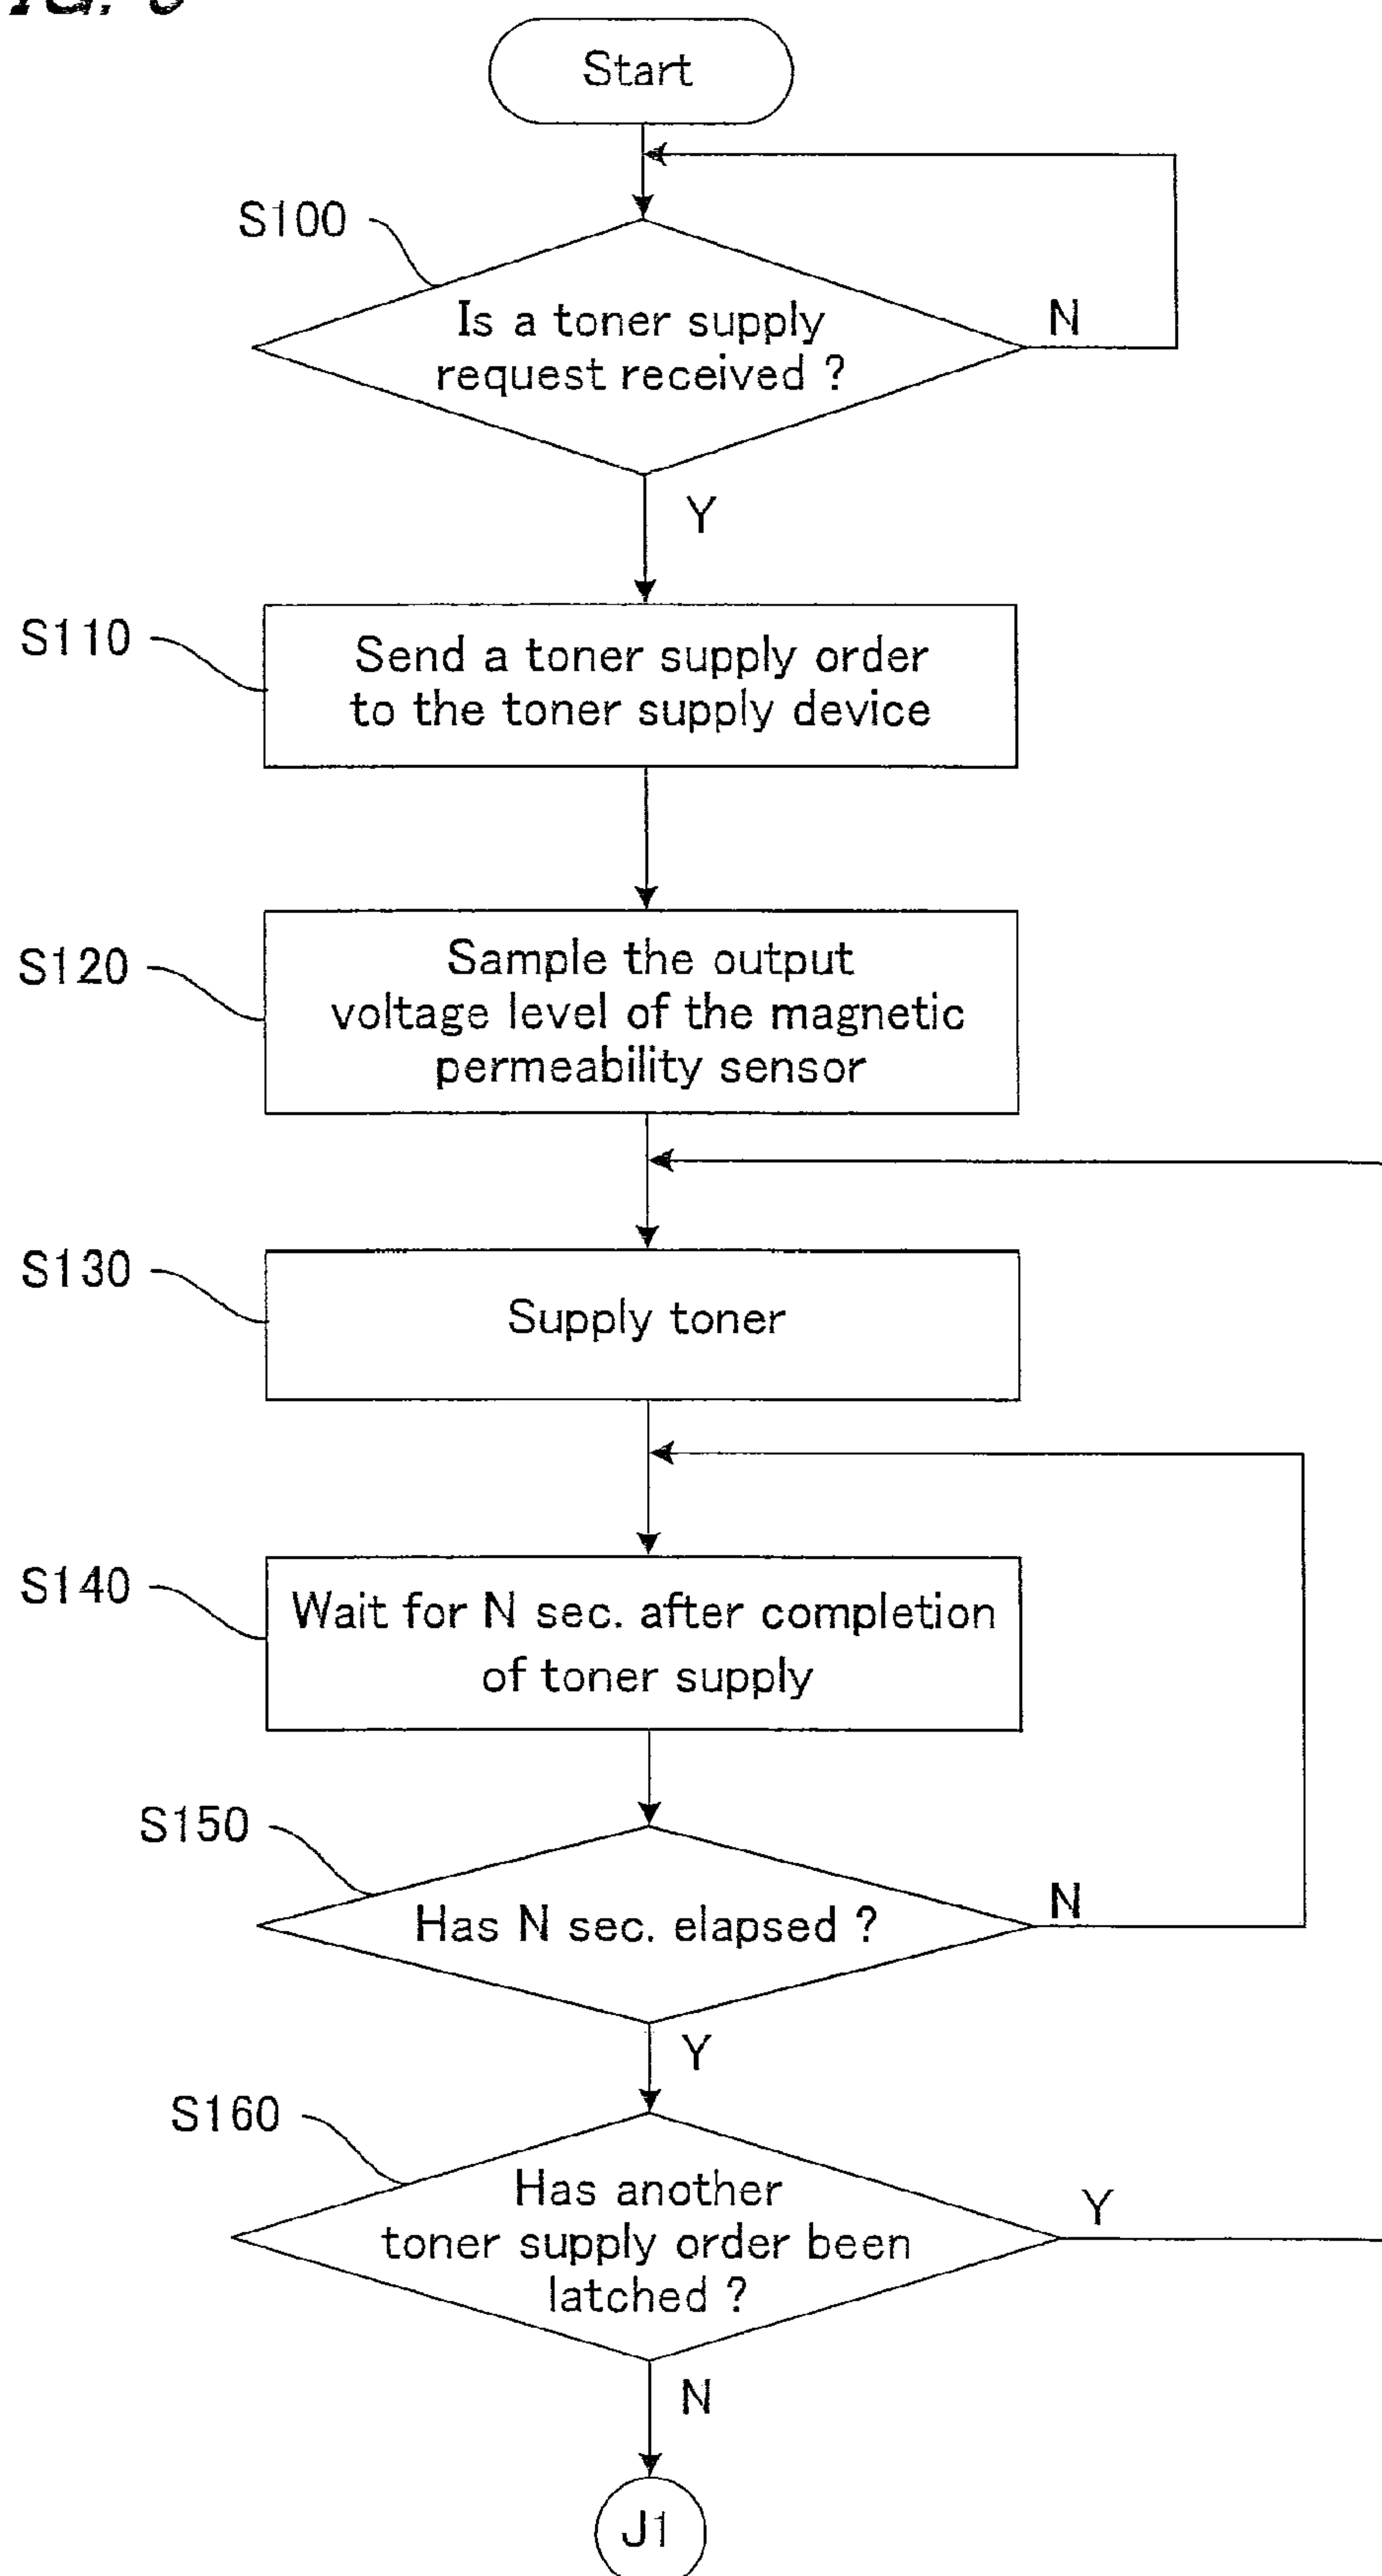 Start
S100
Is a toner supply
request received ?
N
Y
S110
Send a toner supply order
to the toner supply device
S120
Sample the output
voltage level of the magnetic
permeability sensor
S130
Supply toner
S140
Wait for N sec. after completion
of toner supply
S150
Has N sec. elapsed ?
N
Y
S160
Has another
toner supply order been
latched ?
Y
N
J1